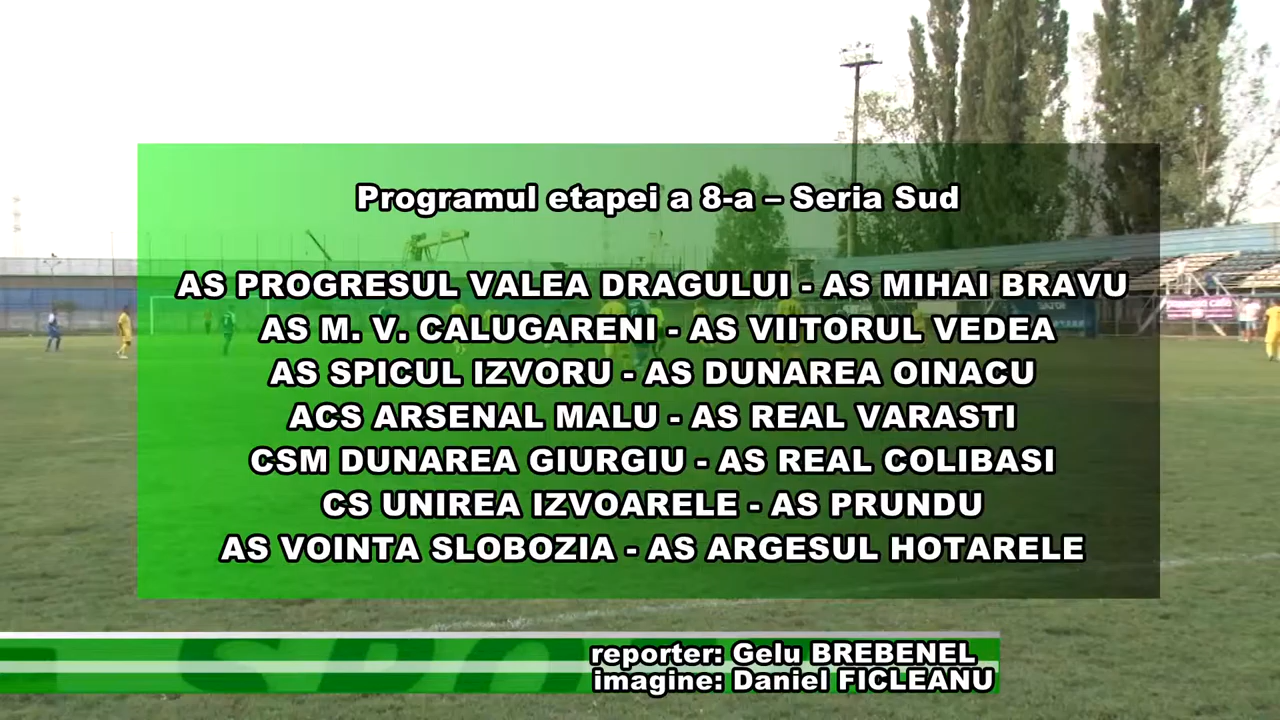 Programul etapei a 8-a – Seria Sud
AS PROGRESUL VALEA DRAGULUI - AS MIHAI BRAVU
AS M. V. CALUGARENI - AS VIITORUL VEDEA
AS SPICUL IZVORU - AS DUNAREA OINACU
ACS ARSENAL MALU - AS REAL VARASTI
CSM DUNAREA GIURGIU - AS REAL COLIBASI
CS UNIREA IZVOARELE - AS PRUNDU
AS VOINTA SLOBOZIA - AS ARGESUL HOTARELE
reporter: Gelu BREBENEL
imagine: Daniel FICLEANU